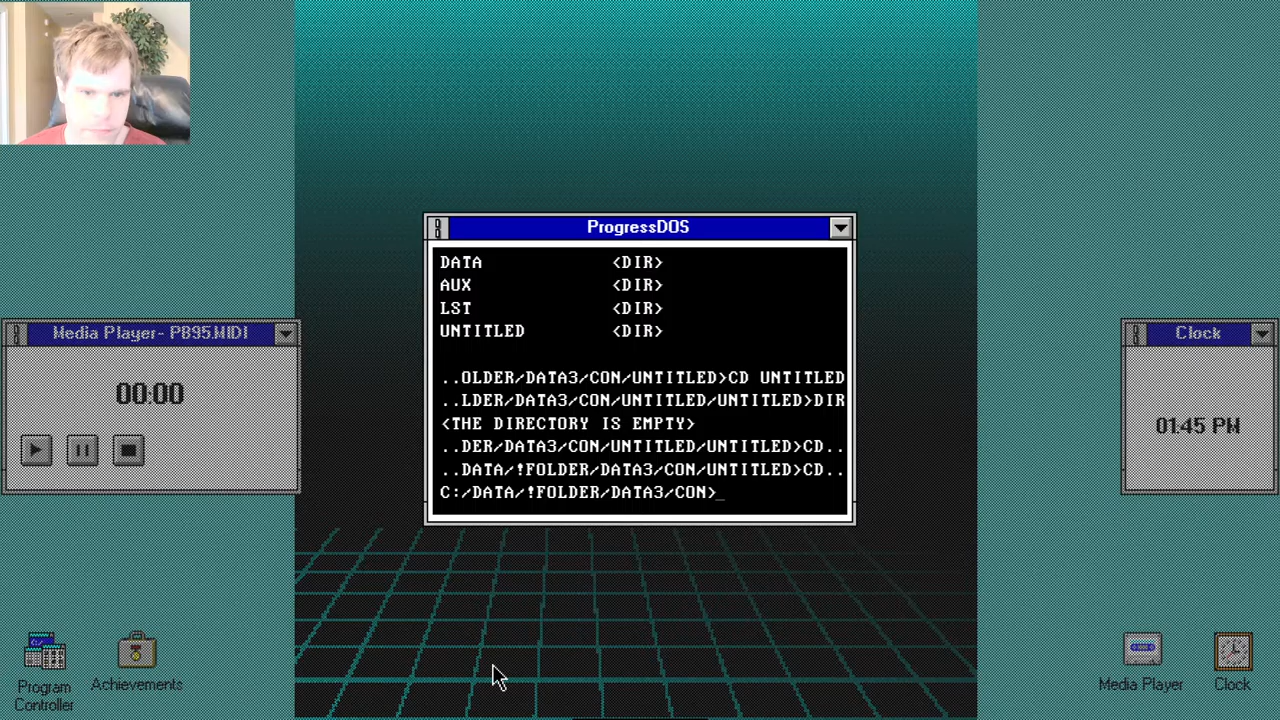 ProgressDOS
DATA <DIR>
AUX <DIR>
LST <DIR>
UNTITLED <DIR>
..OLDER/DATA3/CON/UNTITLED>CD UNTITLED
..LDER/DATA3/CON/UNTITLED/UNTITLED>DIR
<THE DIRECTORY IS EMPTY>
..DER/DATA3/CON/UNTITLED/UNTITLED>CD..
..DATA/!FOLDER/DATA3/CON/UNTITLED>CD..
C:/DATA/!FOLDER/DATA3/CON>_
Media Player- PB95.MIDI
00:00
Clock
01:45 PM
Program
Controller
Achievements
Media Player
Clock